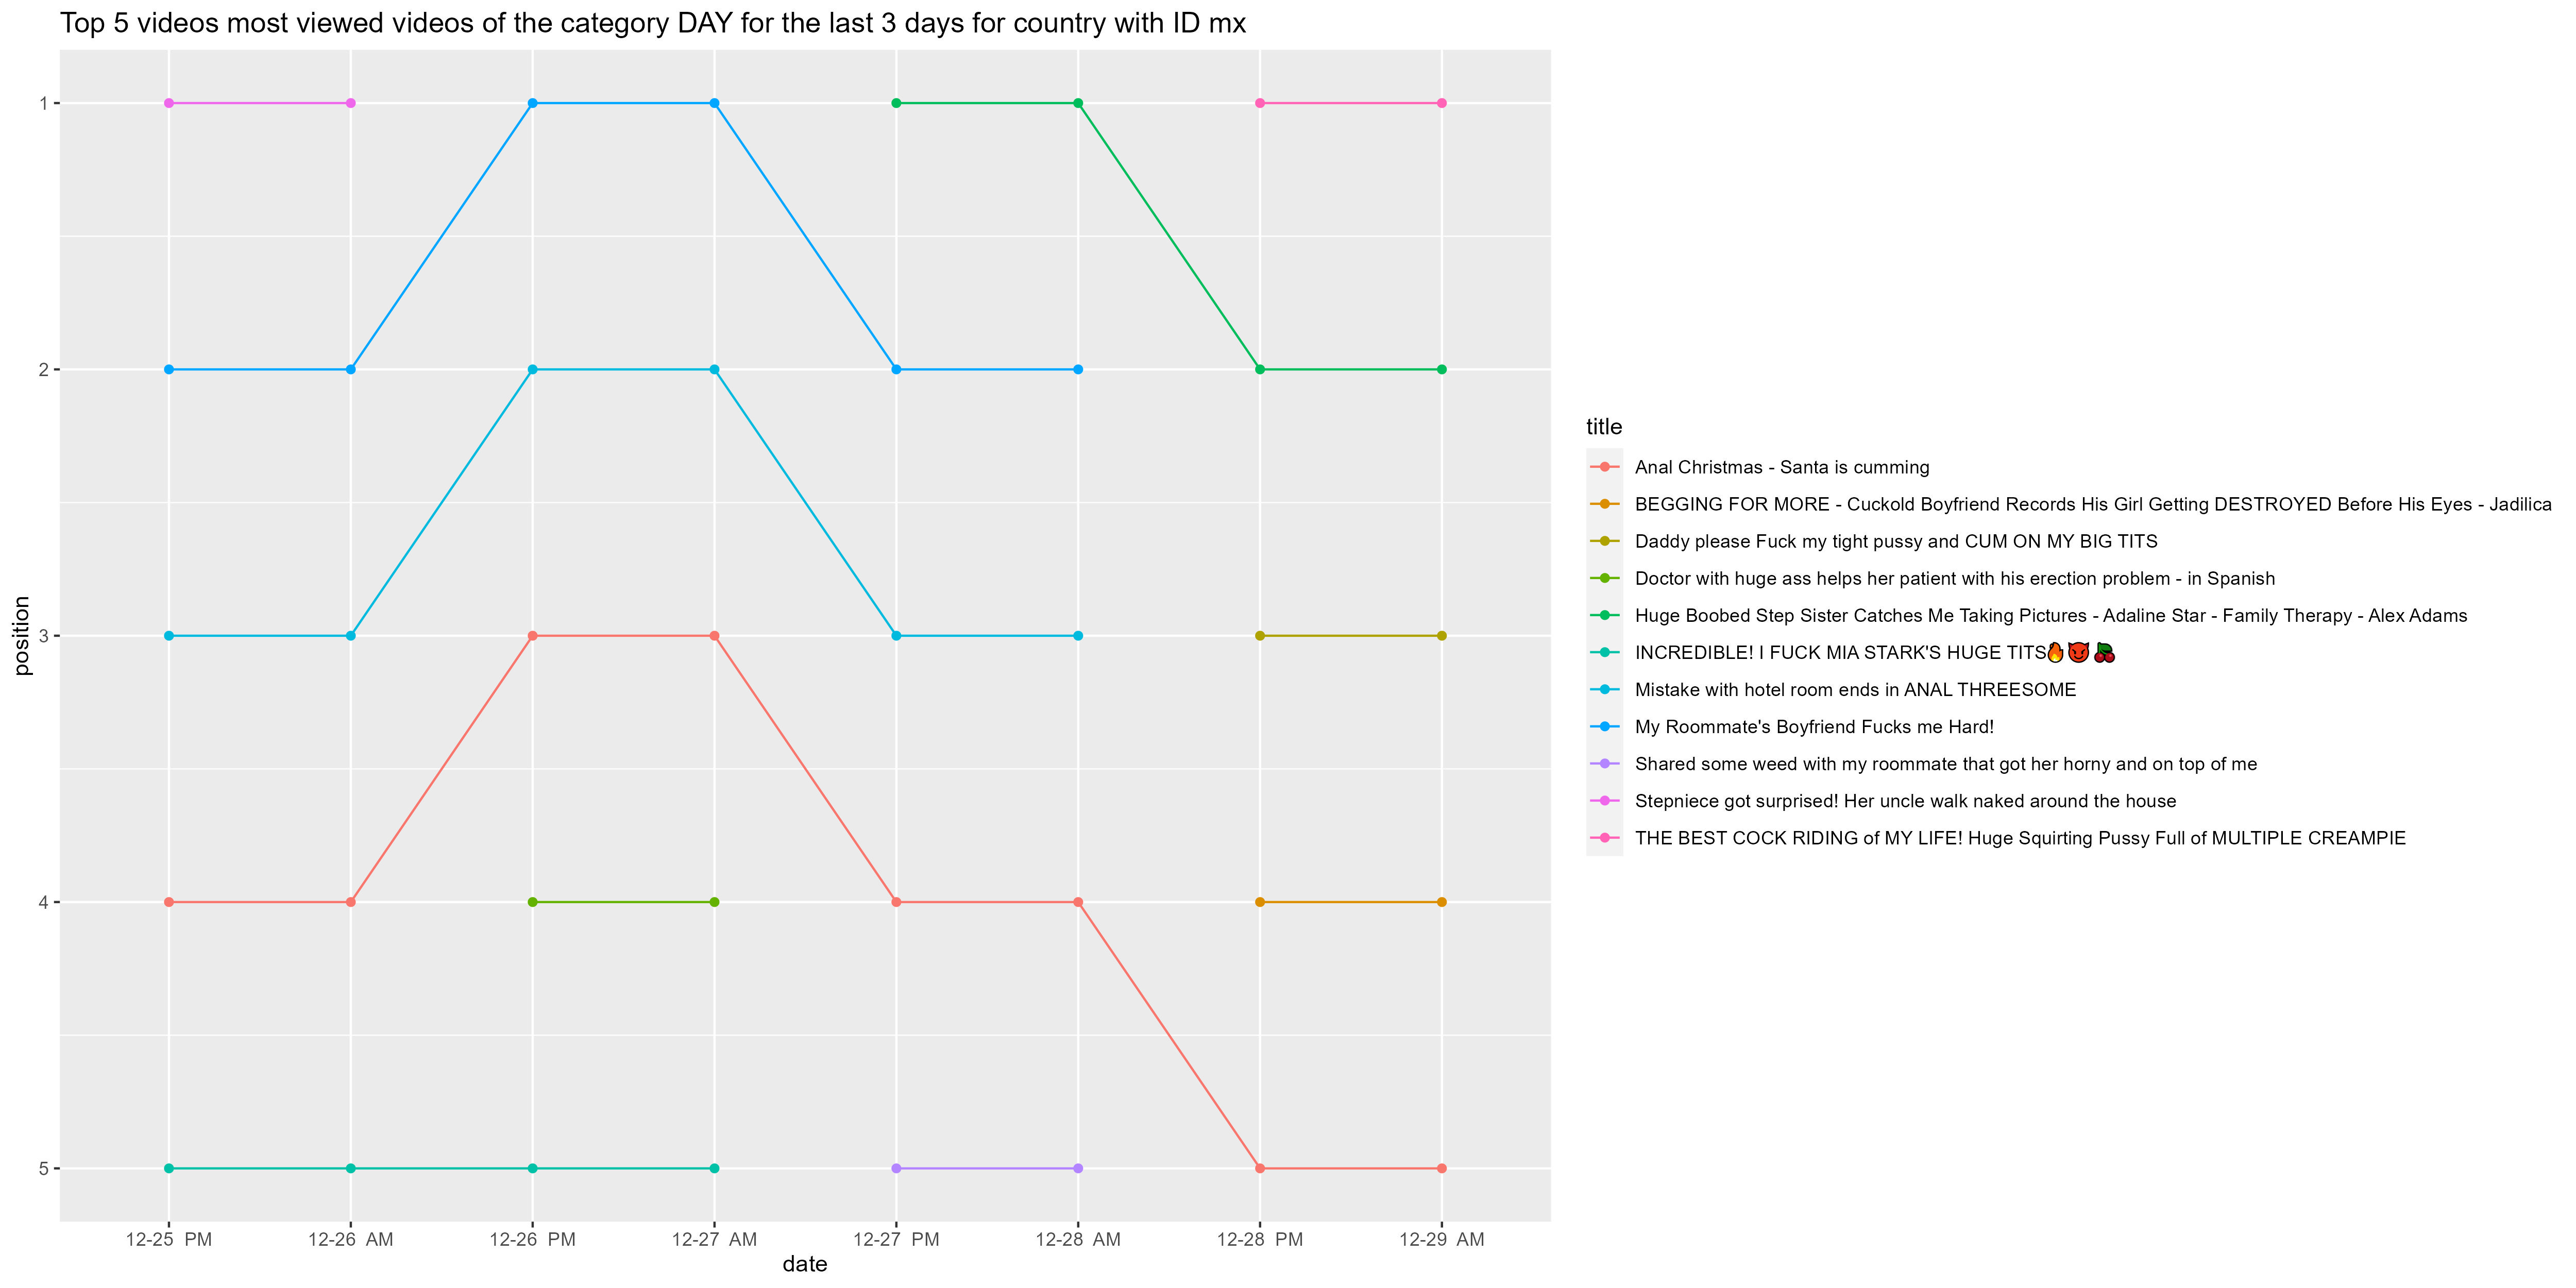 Top 5 videos most viewed videos of the category DAY for the last 3 days for country with ID mx
1
2
3
4
5
position
12-25 PM
12-26 AM
12-26 PM
12-27 AM
12-27 PM
12-28 AM
12-28 PM
12-29 AM
date
title
Anal Christmas - Santa is cumming
BEGGING FOR MORE - Cuckold Boyfriend Records His Girl Getting DESTROYED Before His Eyes - Jadilica
Daddy please Fuck my tight pussy and CUM ON MY BIG TITS
Doctor with huge ass helps her patient with his erection problem - in Spanish
Huge Boobed Step Sister Catches Me Taking Pictures - Adaline Star - Family Therapy - Alex Adams
INCREDIBLE! I FUCK MIA STARK'S HUGE TITS🔥😈🍒
Mistake with hotel room ends in ANAL THREESOME
My Roommate's Boyfriend Fucks me Hard!
Shared some weed with my roommate that got her horny and on top of me
Stepniece got surprised! Her uncle walk naked around the house
THE BEST COCK RIDING of MY LIFE! Huge Squirting Pussy Full of MULTIPLE CREAMPIE